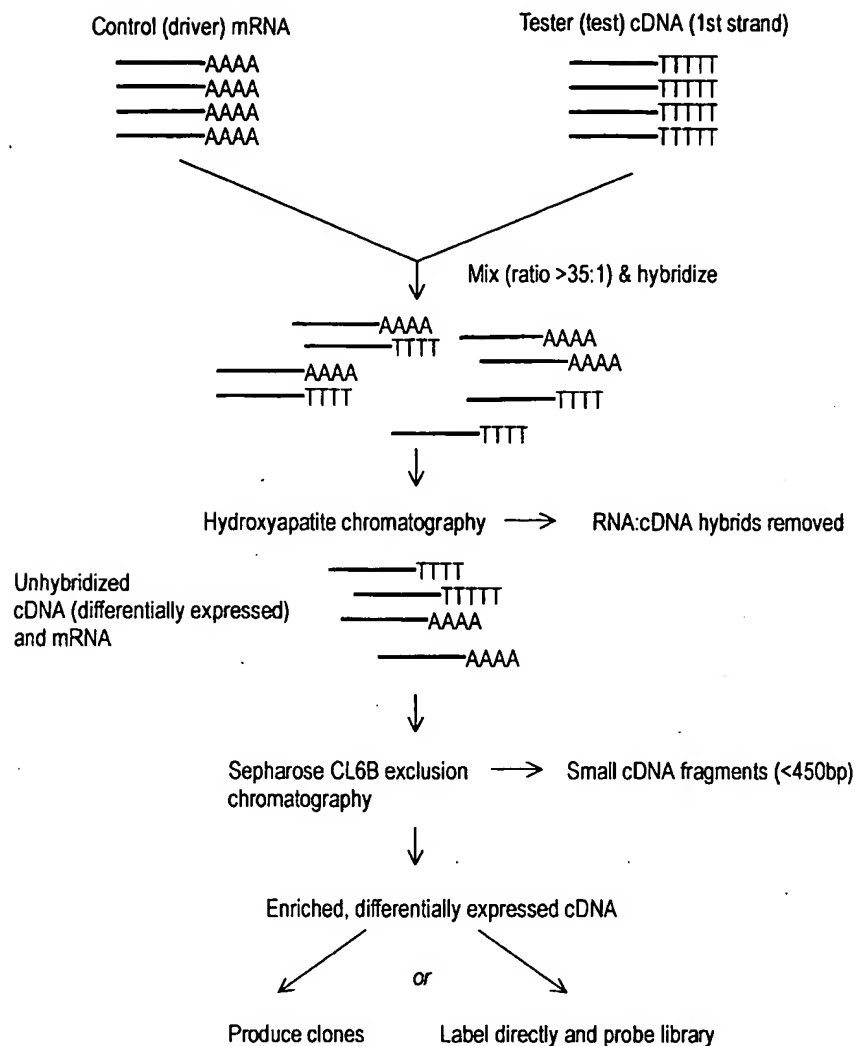 Control (driver) mRNA
Tester (test) cDNA (1st strand)
AAAA
AAAA
AAAA
AAAA
TTTTT
TTTTT
TTTTT
TTTTT
Mix (ratio >35:1) & hybridize
AAAA
TTTT
AAAA
TTTT
AAAA
AAAA
TTTT
TTTT
Hydroxyapatite chromatography
RNA:cDNA hybrids removed
Unhybridized
cDNA (differentially expressed)
and mRNA
TTTT
TTTTT
AAAA
AAAA
Sepharose CL6B exclusion
chromatography
Small cDNA fragments (<450bp)
Enriched, differentially expressed cDNA
or
Produce clones
Label directly and probe library